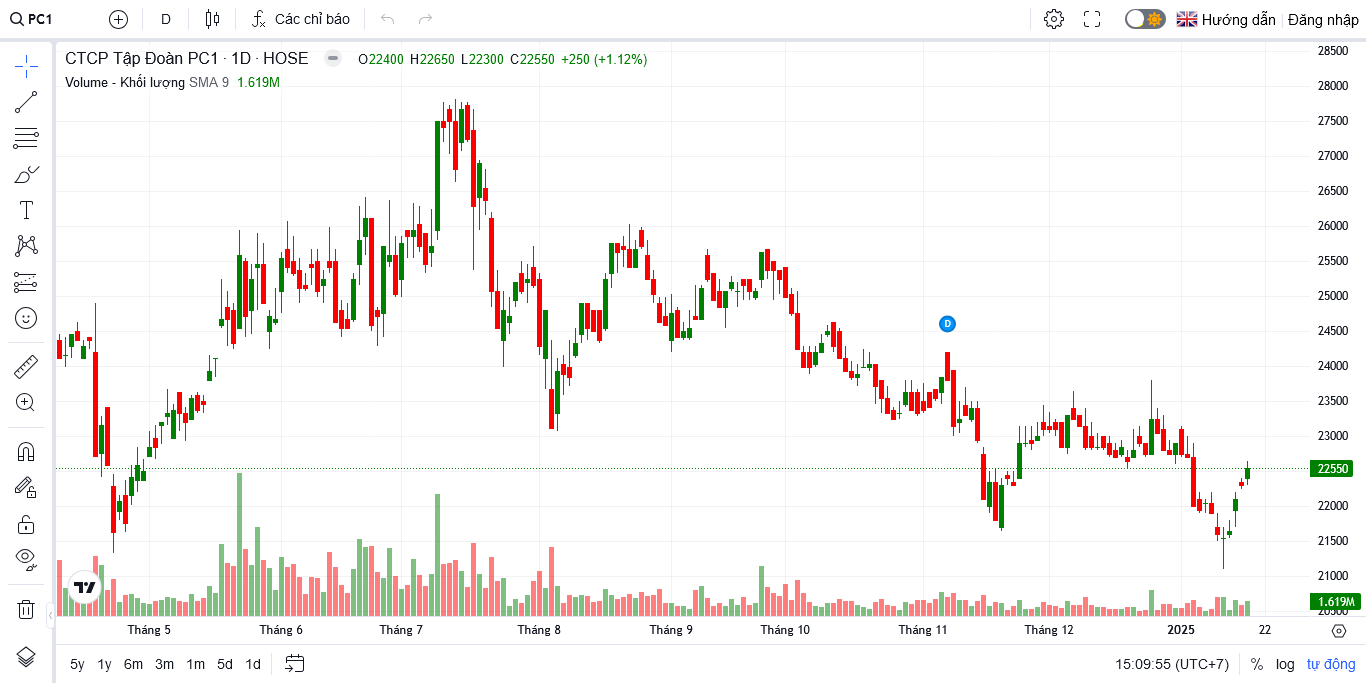 PC1 D Các chỉ báo Hướng dẫn Đăng nhập
CTCP Tập Đoàn PC1 · 1D · HOSE O22400 H22650 L22300 C22550 +250 (+1.12%)
Volume - Khối lượng SMA 9 1.619M
28500
28000
27500
27000
26500
26000
25500
25000
24500
24000
23500
23000
22550
22000
21500
21000
1.619M
20500
D
Tháng 5 Tháng 6 Tháng 7 Tháng 8 Tháng 9 Tháng 10 Tháng 11 Tháng 12 2025 22
5y 1y 6m 3m 1m 5d 1d 15:09:55 (UTC+7) % log tự động